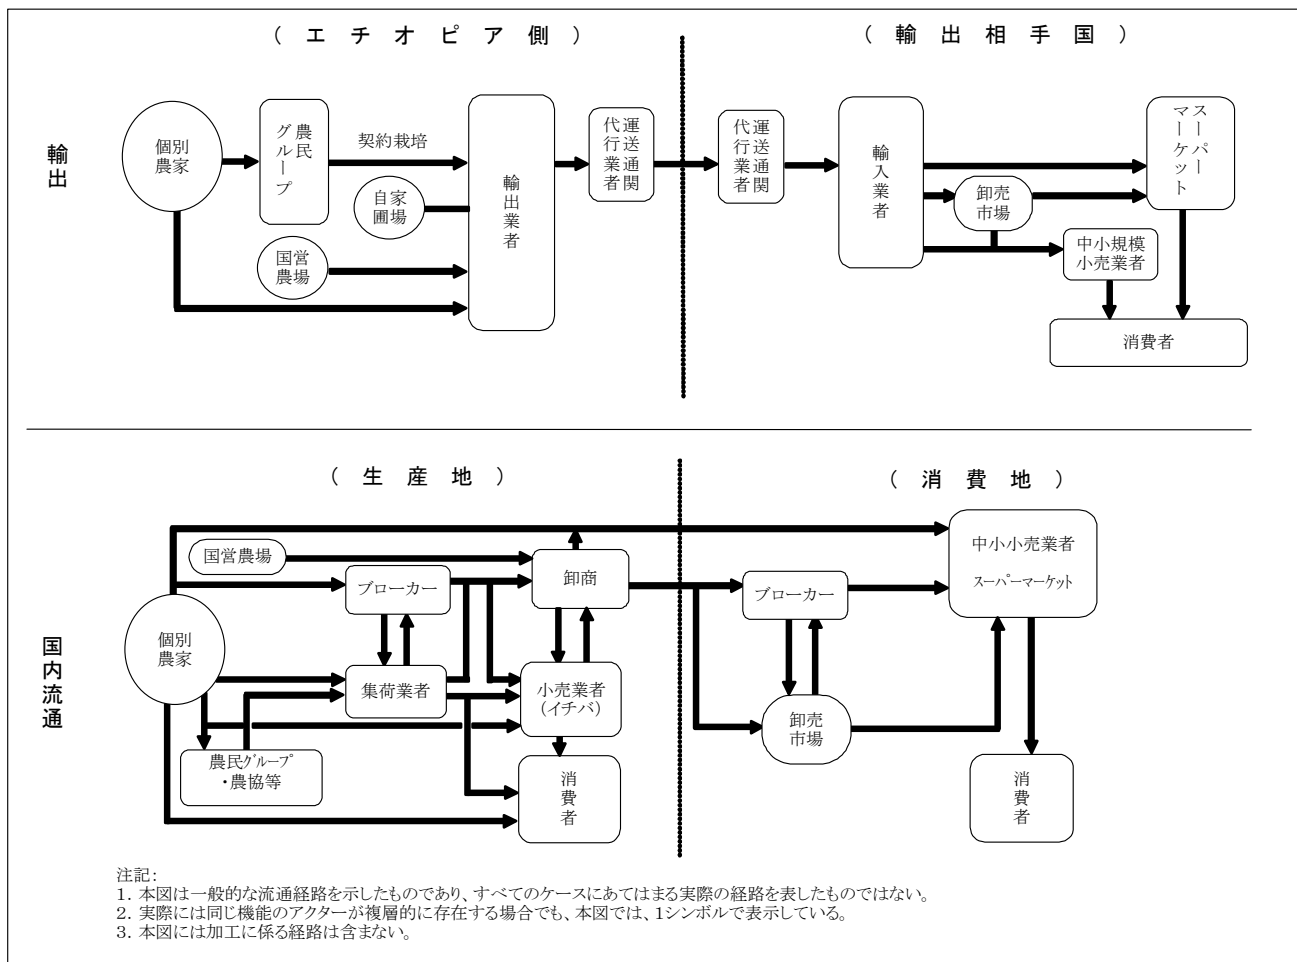 (エチオピア側)
(輸出相手国)
輸出
個別
農家
農民
グループ
契約栽培
自家
圃場
国営
農場
輸出業者
運送通関
代行業者
運送通関
代行業者
輸入業者
卸売
市場
スーパー
マーケット
中小規模
小売業者
消費者
(生産地)
(消費地)
国内流通
国営農場
個別
農家
ブローカー
集荷業者
農民グループ
・農協等
卸商
小売業者
(イチバ)
消費者
ブローカー
卸売
市場
中小小売業者
スーパーマーケット
消費者
注記:
1. 本図は一般的な流通経路を示したものであり、すべてのケースにあてはまる実際の経路を表したものではない。
2. 実際には同じ機能のアクターが複層的に存在する場合でも、本図では、1シンボルで表示している。
3. 本図には加工に係る経路は含まない。